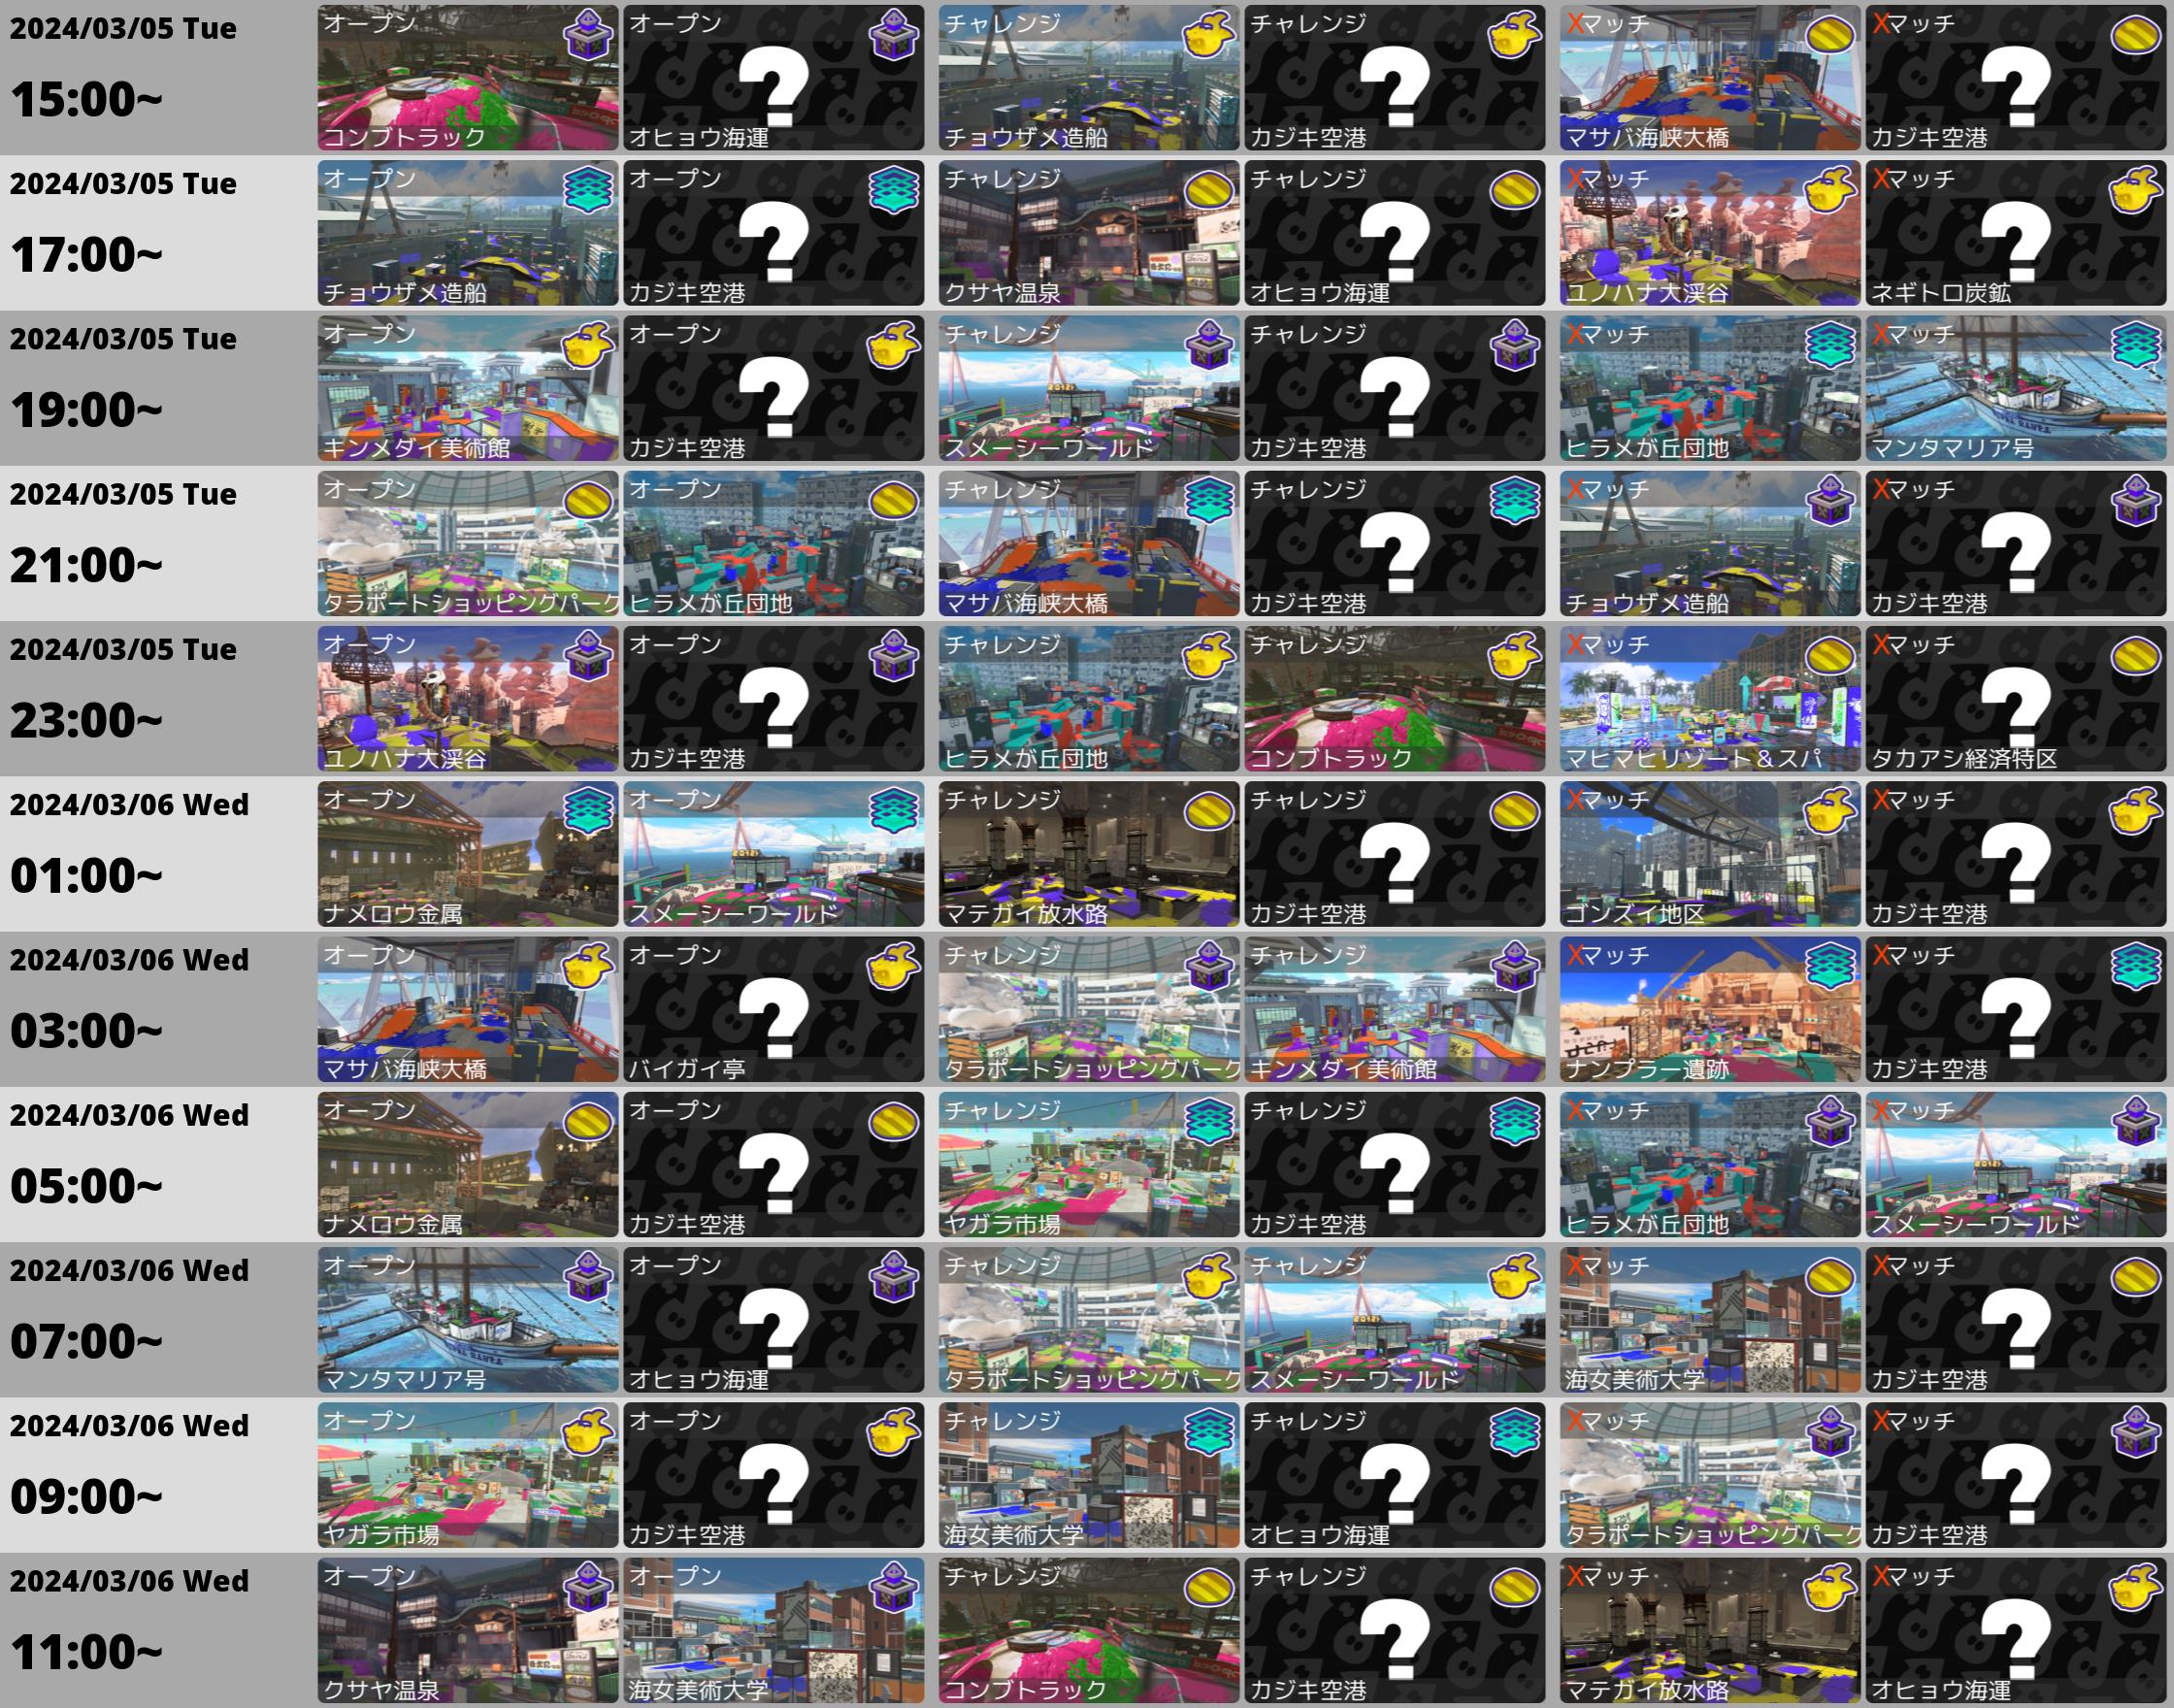 2024/03/05 Tue
15:00~
オープン
コンブトラック
オープン
オヒョウ海運
チャレンジ
チョウザメ造船
チャレンジ
カジキ空港
Xマッチ
マサバ海峡大橋
Xマッチ
カジキ空港
2024/03/05 Tue
17:00~
オープン
チョウザメ造船
オープン
カジキ空港
チャレンジ
クサヤ温泉
チャレンジ
オヒョウ海運
Xマッチ
ユノハナ大渓谷
Xマッチ
ネギトロ炭鉱
2024/03/05 Tue
19:00~
オープン
キンメダイ美術館
オープン
カジキ空港
チャレンジ
スメーシーワールド
チャレンジ
カジキ空港
Xマッチ
ヒラメが丘団地
Xマッチ
マンタマリア号
2024/03/05 Tue
21:00~
オープン
タラポートショッピングパーク
オープン
ヒラメが丘団地
チャレンジ
マサバ海峡大橋
チャレンジ
カジキ空港
Xマッチ
チョウザメ造船
Xマッチ
カジキ空港
2024/03/05 Tue
23:00~
オープン
ユノハナ大渓谷
オープン
カジキ空港
チャレンジ
ヒラメが丘団地
チャレンジ
コンブトラック
Xマッチ
マヒマヒリゾート＆スパ
Xマッチ
タカアシ経済特区
2024/03/06 Wed
01:00~
オープン
ナメロウ金属
オープン
スメーシーワールド
チャレンジ
マテガイ放水路
チャレンジ
カジキ空港
Xマッチ
ゴンズイ地区
Xマッチ
カジキ空港
2024/03/06 Wed
03:00~
オープン
マサバ海峡大橋
オープン
バイガイ亭
チャレンジ
タラポートショッピングパーク
チャレンジ
キンメダイ美術館
Xマッチ
ナンプラー遺跡
Xマッチ
カジキ空港
2024/03/06 Wed
05:00~
オープン
ナメロウ金属
オープン
カジキ空港
チャレンジ
ヤガラ市場
チャレンジ
カジキ空港
Xマッチ
ヒラメが丘団地
Xマッチ
スメーシーワールド
2024/03/06 Wed
07:00~
オープン
マンタマリア号
オープン
オヒョウ海運
チャレンジ
タラポートショッピングパーク
チャレンジ
スメーシーワールド
Xマッチ
海女美術大学
Xマッチ
カジキ空港
2024/03/06 Wed
09:00~
オープン
ヤガラ市場
オープン
カジキ空港
チャレンジ
海女美術大学
チャレンジ
オヒョウ海運
Xマッチ
タラポートショッピングパーク
Xマッチ
カジキ空港
2024/03/06 Wed
11:00~
オープン
クサヤ温泉
オープン
海女美術大学
チャレンジ
コンブトラック
チャレンジ
カジキ空港
Xマッチ
マテガイ放水路
Xマッチ
オヒョウ海運